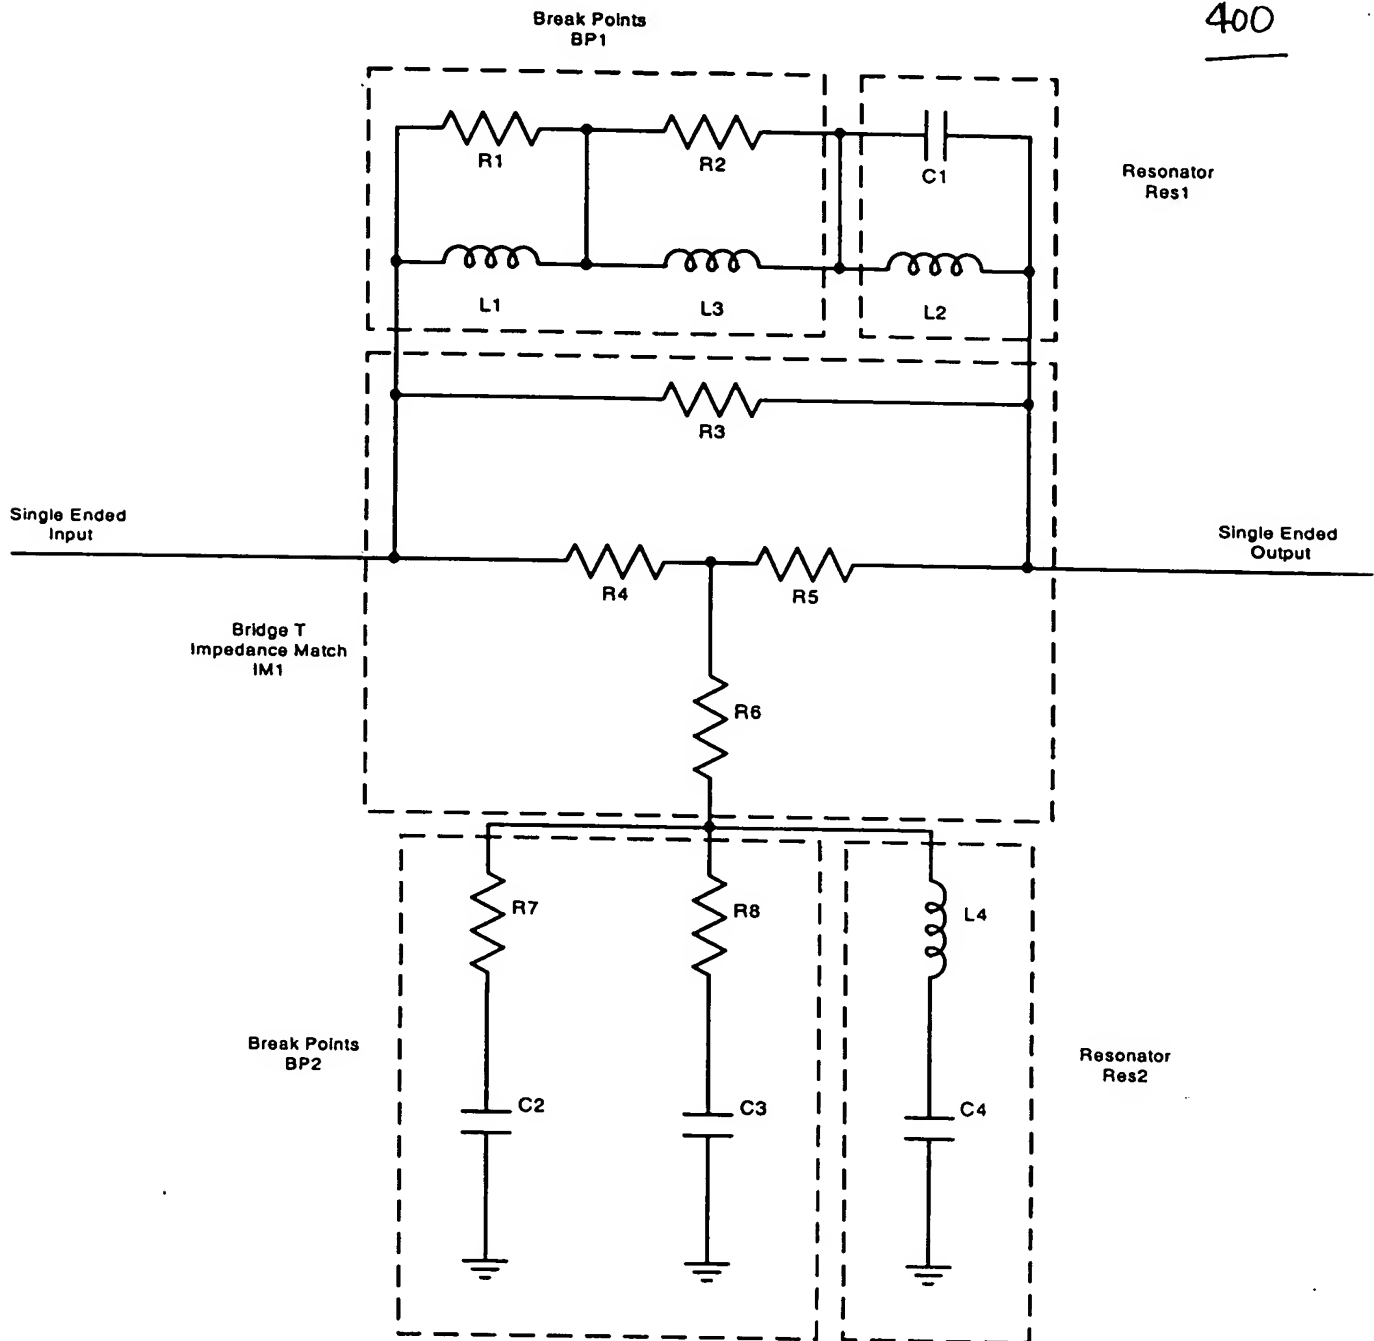 Break Points
BP1
400
R1
R2
C1
Resonator
Res1
L1
L3
L2
R3
Single Ended
Input
Single Ended
Output
R4
R5
Bridge T
Impedance Match
IM1
R6
R7
R8
L4
Break Points
BP2
Resonator
Res2
C2
C3
C4